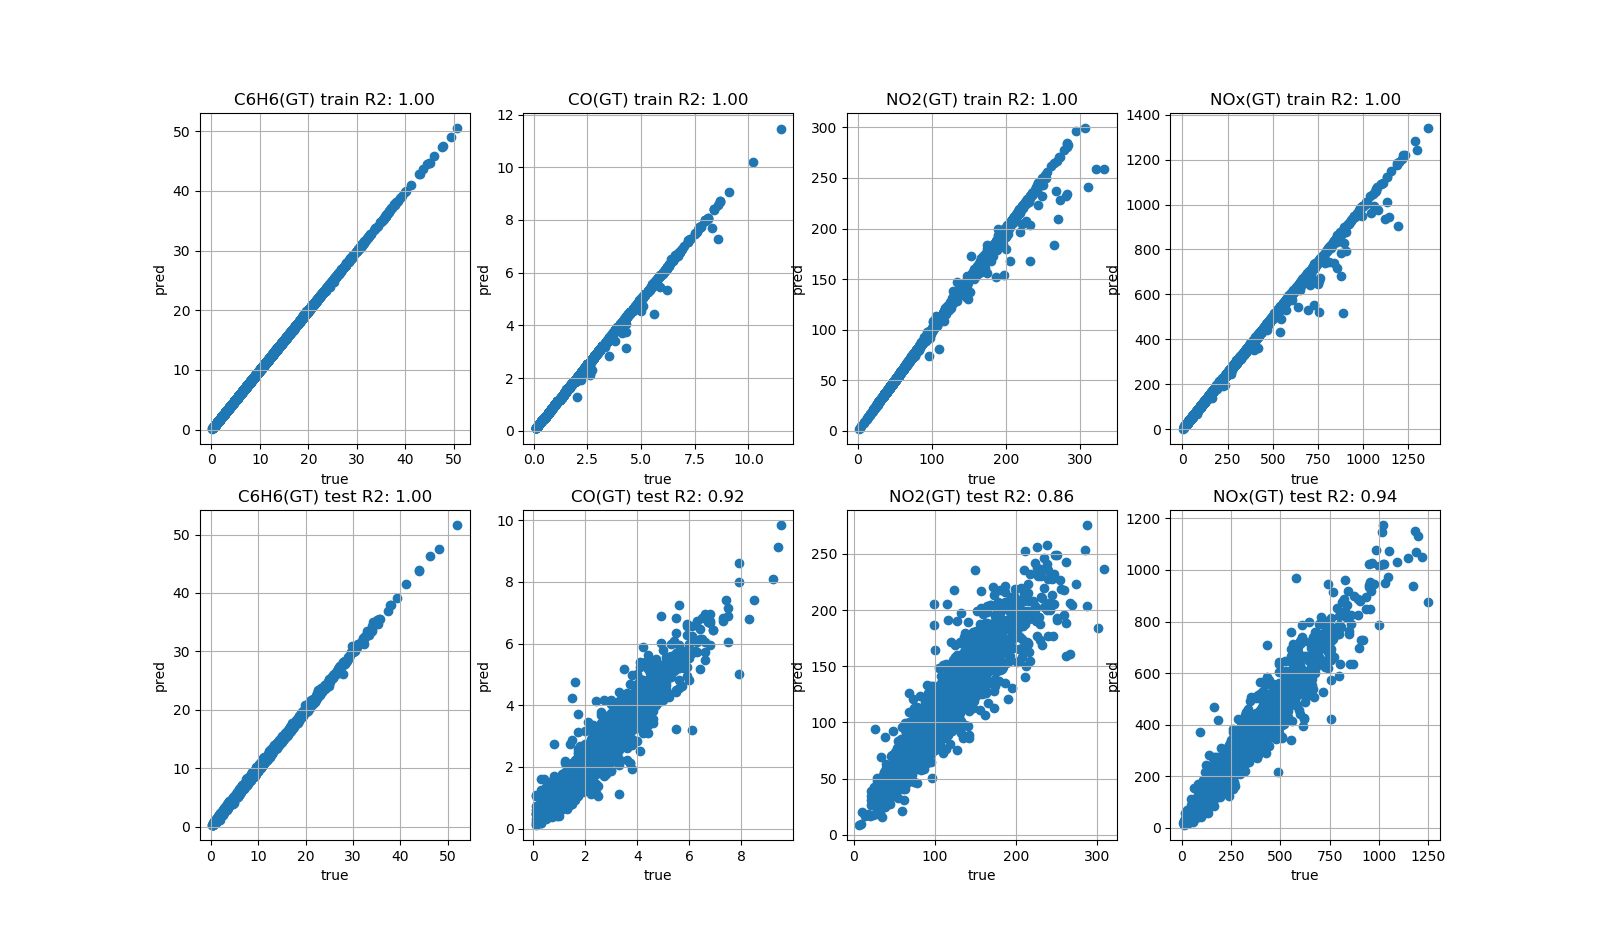 C6H6(GT) train R2: 1.00
50
40
30
20
10
0
pred
0 10 20 30 40 50
true
CO(GT) train R2: 1.00
12
10
8
6
4
2
0
pred
0.0 2.5 5.0 7.5 10.0
true
NO2(GT) train R2: 1.00
300
250
200
150
100
50
0
pred
0 100 200 300
true
NOx(GT) train R2: 1.00
1400
1200
1000
800
600
400
200
0
pred
0 250 500 750 1000 1250
true
C6H6(GT) test R2: 1.00
50
40
30
20
10
0
pred
0 10 20 30 40 50
true
CO(GT) test R2: 0.92
10
8
6
4
2
0
pred
0 2 4 6 8
true
NO2(GT) test R2: 0.86
250
200
150
100
50
0
pred
0 100 200 300
true
NOx(GT) test R2: 0.94
1200
1000
800
600
400
200
0
pred
0 250 500 750 1000 1250
true